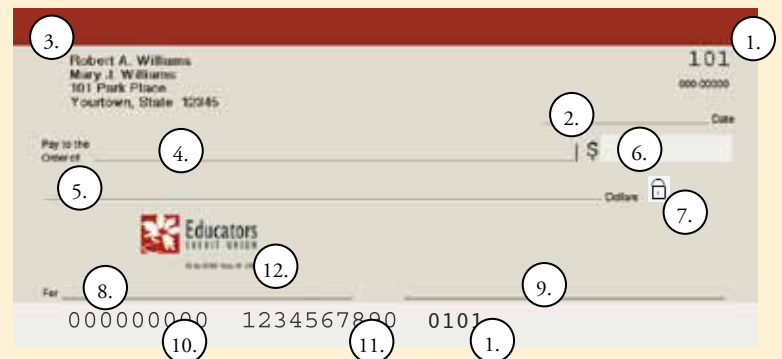 3.
1.
Robert A. Williams
Mary J. Williams
101 Park Place
Yourtown, State 12345
101
000-00000
2.
Date
Pay to the
Order of
4.
$
6.
5.
Dollars
7.
Educators
CREDIT UNION
12.
For
8.
9.
000000000 1234567890 0101
10.
11.
1.